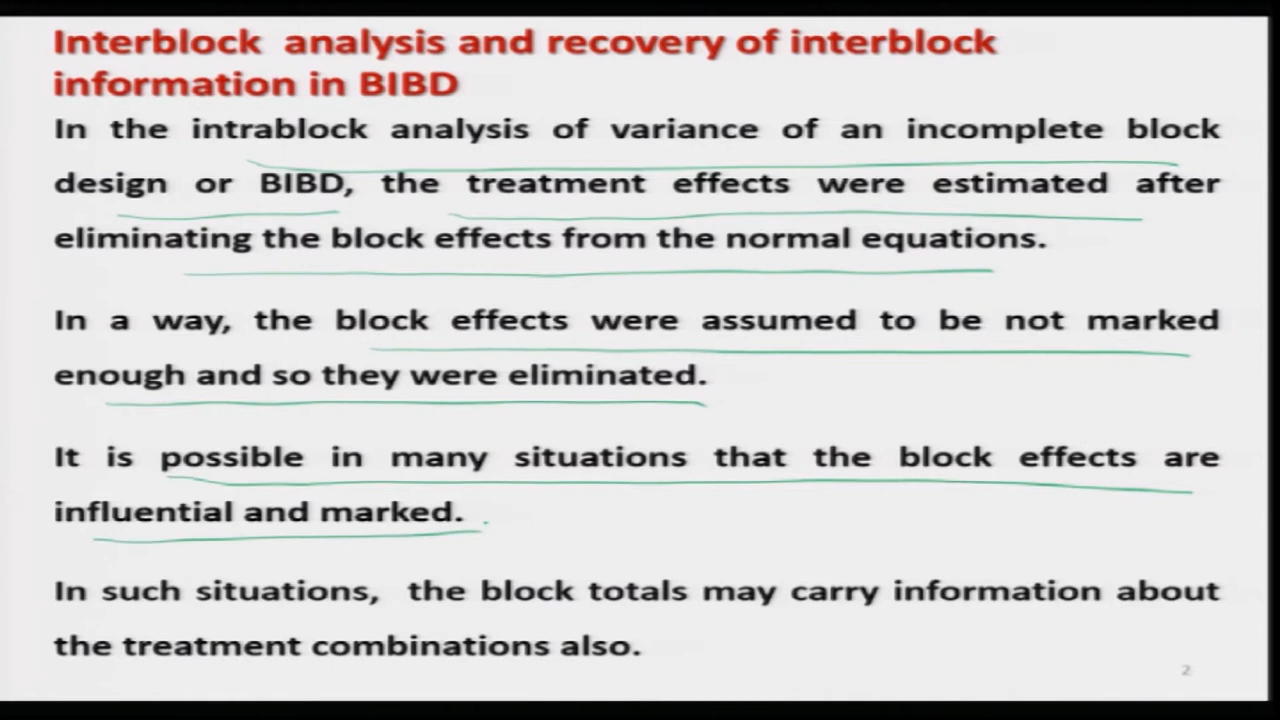 Interblock analysis and recovery of interblock
information in BIBD
In the intrablock analysis of variance of an incomplete block
design or BIBD, the treatment effects were estimated after
eliminating the block effects from the normal equations.
In a way, the block effects were assumed to be not marked
enough and so they were eliminated.
It is possible in many situations that the block effects are
influential and marked.
In such situations, the block totals may carry information about
the treatment combinations also.
2